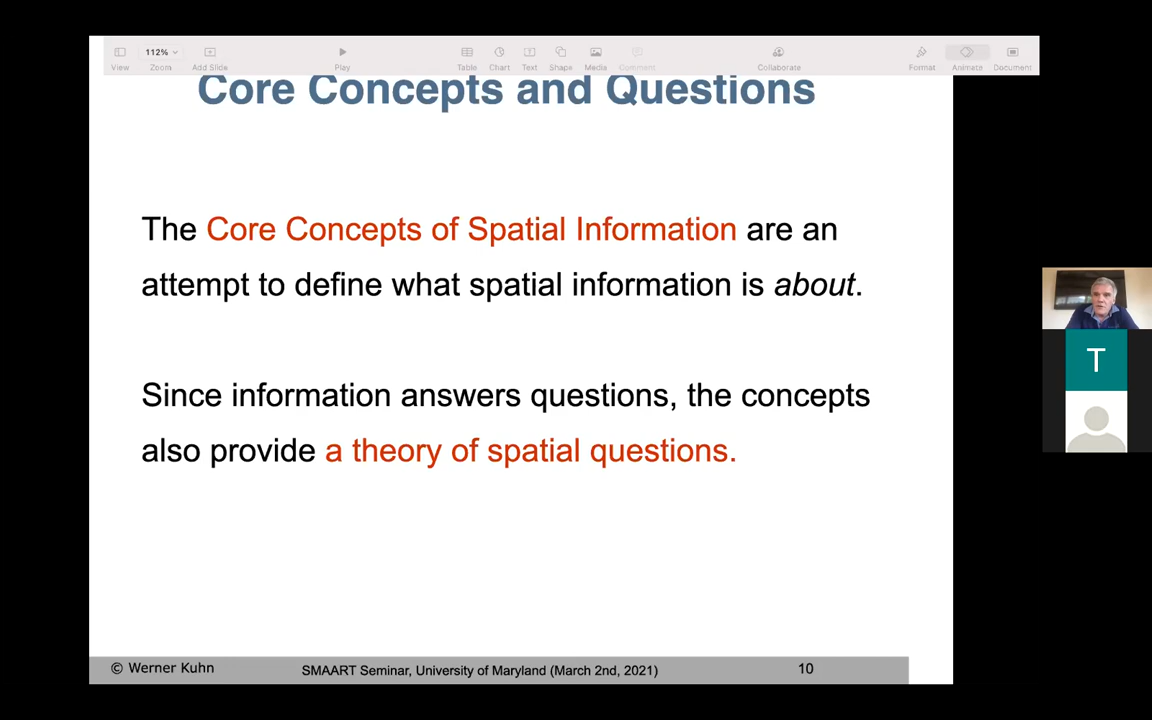 112%
View
Zoom
Add Slide
Play
Table
Chart
Text
Shape
Media
Comment
Collaborate
Format
Animate
Document
Core Concepts and Questions
The Core Concepts of Spatial Information are an
attempt to define what spatial information is about.
Since information answers questions, the concepts
also provide a theory of spatial questions.
T
© Werner Kuhn
SMAART Seminar, University of Maryland (March 2nd, 2021)
10